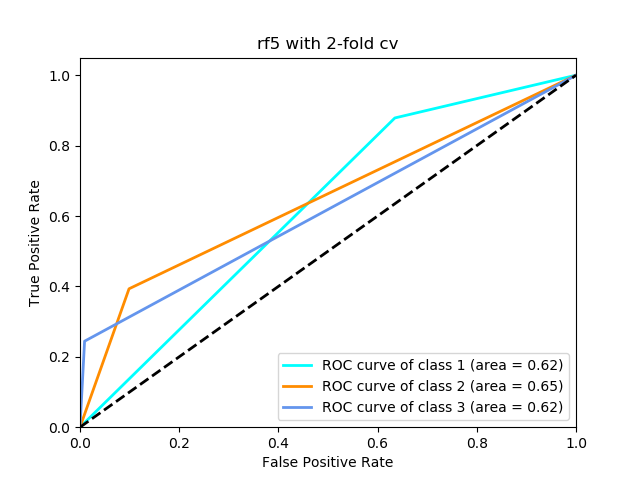 rf5 with 2-fold cv
True Positive Rate
1.0
0.8
0.6
0.4
0.2
0.0
ROC curve of class 1 (area = 0.62)
ROC curve of class 2 (area = 0.65)
ROC curve of class 3 (area = 0.62)
0.0 0.2 0.4 0.6 0.8 1.0
False Positive Rate